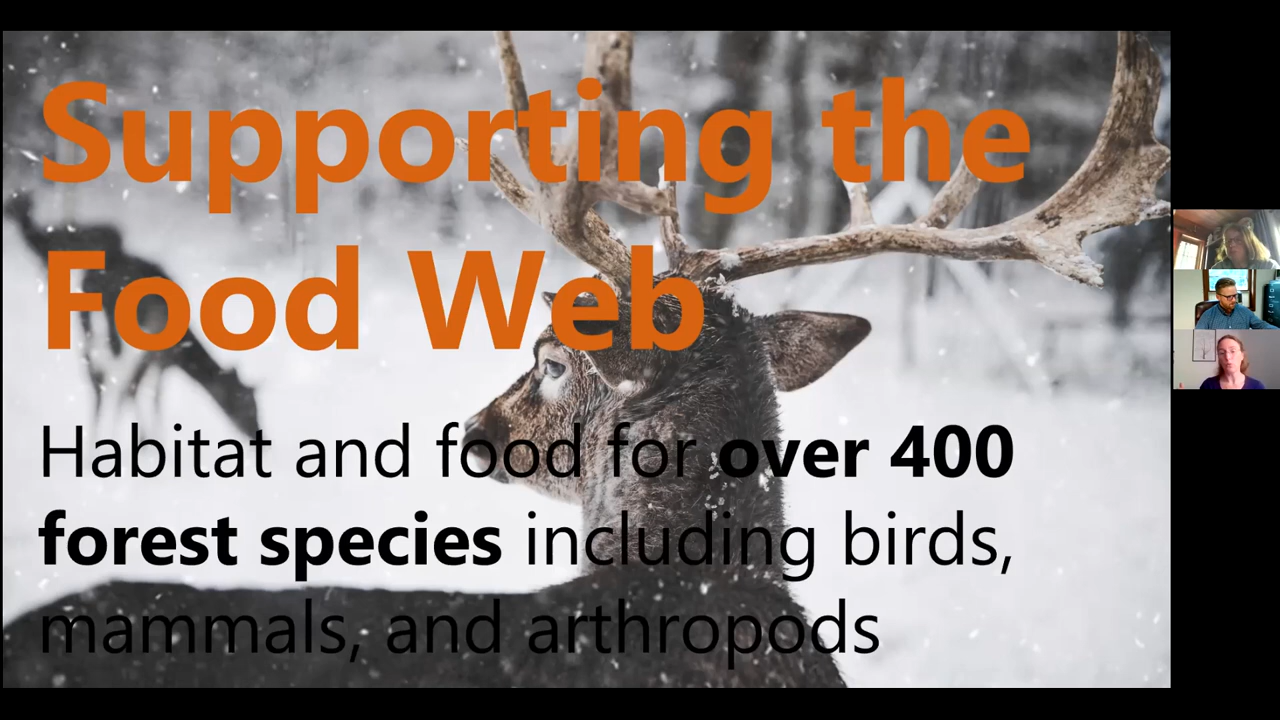 Supporting the
Food Web
Habitat and food for over 400
forest species including birds,
mammals, and arthropods